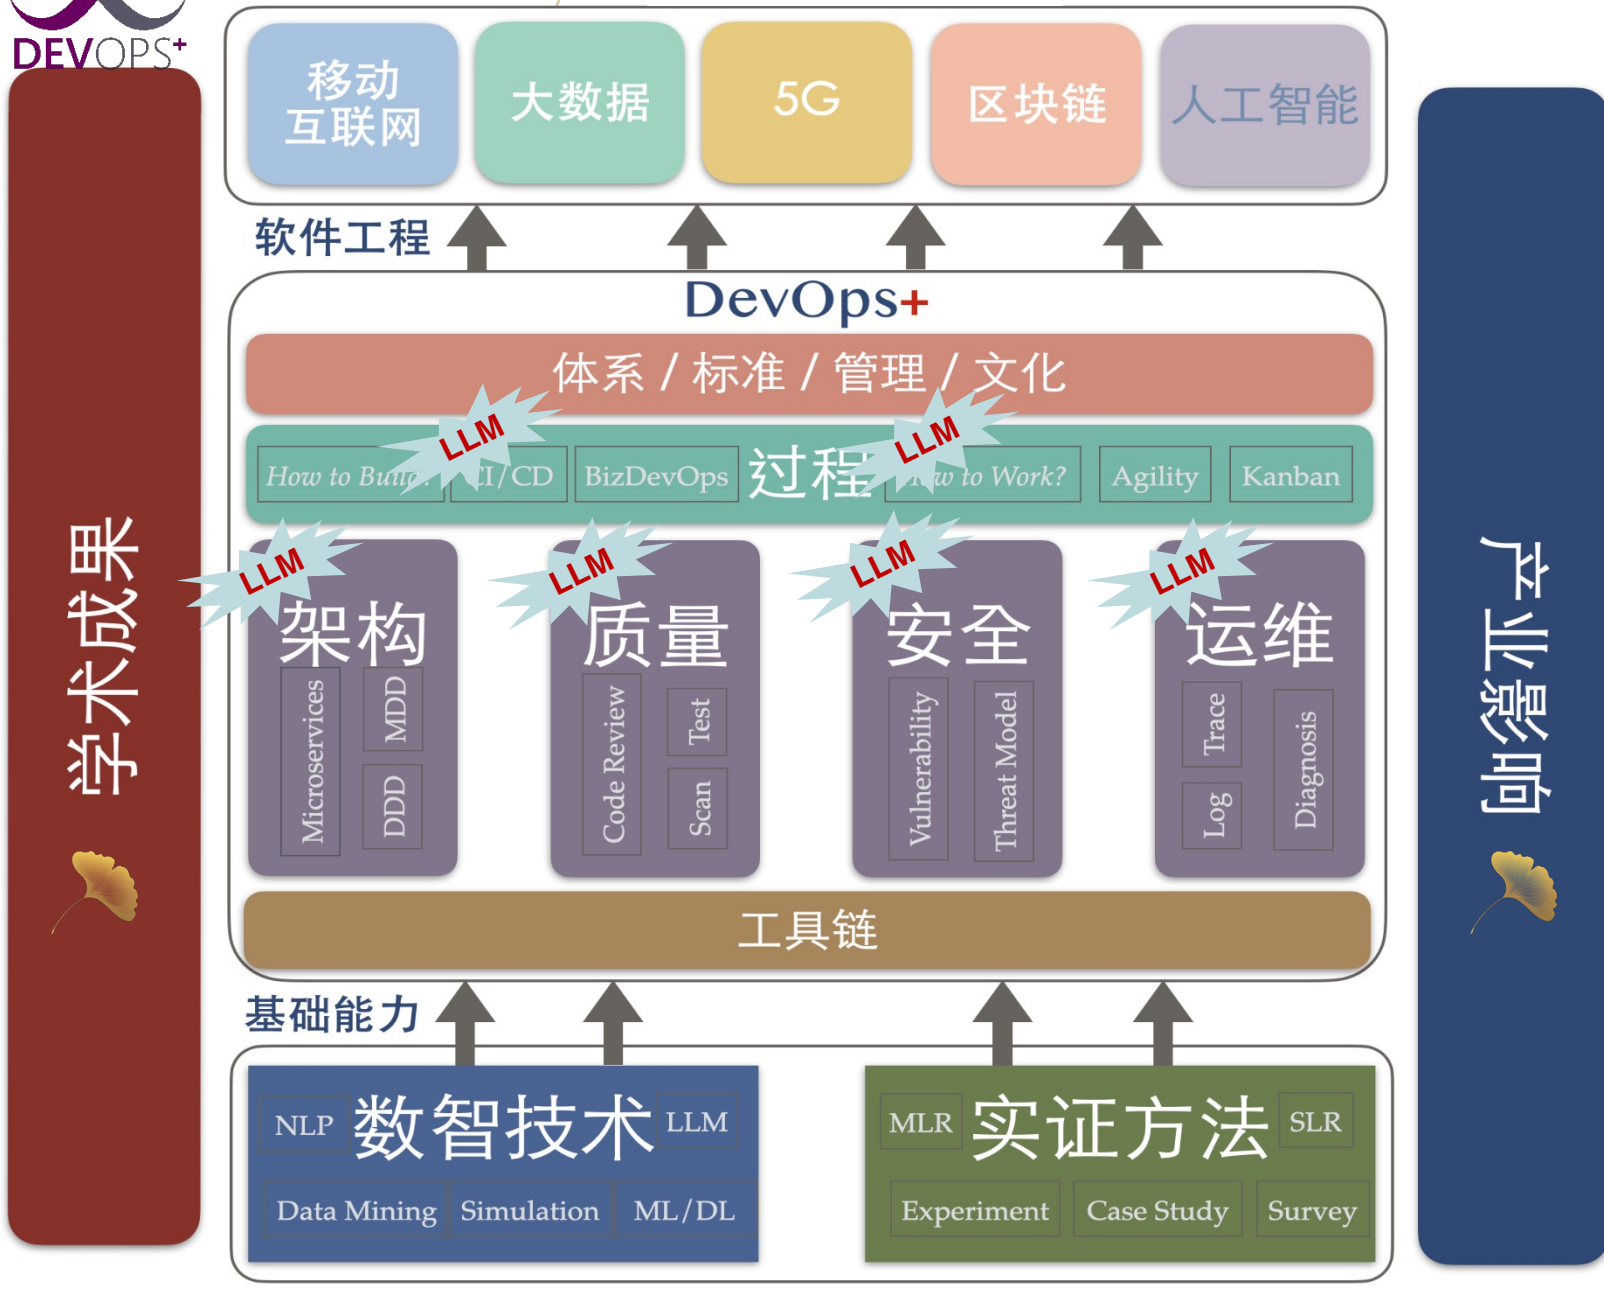 DEVOPS+
移动
互联网
大数据
5G
区块链
人工智能
软件工程
DevOps+
体系 / 标准 / 管理 / 文化
LLM
LLM
How to Build?
CI/CD
BizDevOps
过程
How to Work?
Agility
Kanban
LLM
架构
Microservices
MDD
DDD
LLM
质量
Code Review
Test
Scan
LLM
安全
Vulnerability
Threat Model
LLM
运维
Trace
Log
Diagnosis
工具链
基础能力
NLP
数智技术
LLM
Data Mining
Simulation
ML/DL
MLR
实证方法
SLR
Experiment
Case Study
Survey
学术成果
产业影响